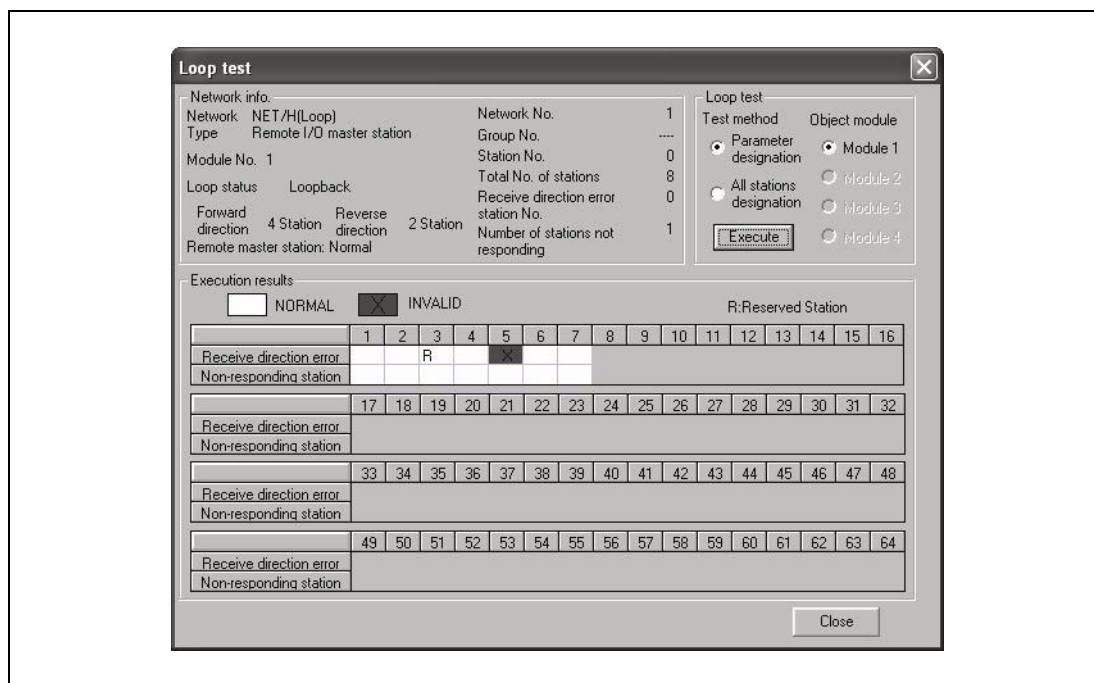 Loop test
Network info.
Network NET/H(Loop)
Type Remote I/O master station
Module No. 1
Loop status Loopback
Forward direction 4 Station Reverse direction 2 Station
Remote master station: Normal
Network No. 1
Group No. ----
Station No. 0
Total No. of stations 8
Receive direction error station No. 0
Number of stations not responding 1
Loop test
Test method Object module
Parameter designation Module 1
All stations designation Module 2
Module 3
Execute Module 4
Execution results
NORMAL X INVALID R:Reserved Station
1 2 3 4 5 6 7 8 9 10 11 12 13 14 15 16
Receive direction error R X
Non-responding station
17 18 19 20 21 22 23 24 25 26 27 28 29 30 31 32
Receive direction error
Non-responding station
33 34 35 36 37 38 39 40 41 42 43 44 45 46 47 48
Receive direction error
Non-responding station
49 50 51 52 53 54 55 56 57 58 59 60 61 62 63 64
Receive direction error
Non-responding station
Close